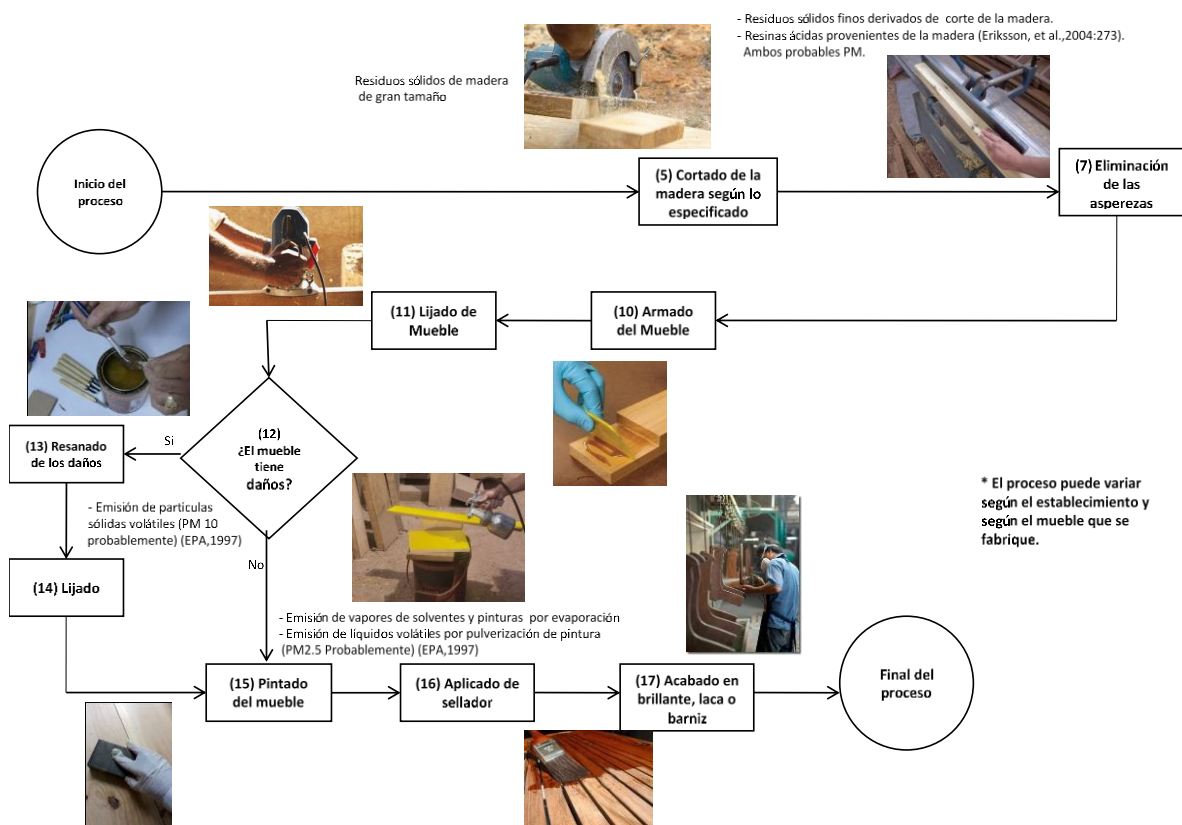 - Residuos sólidos finos derivados de corte de la madera.
- Resinas ácidas provenientes de la madera (Eriksson, et al.,2004:273).
Ambos probables PM.
Residuos sólidos de madera
de gran tamaño
Inicio del
proceso
(5) Cortado de la
madera según lo
especificado
(7) Eliminación
de las
asperezas
(11) Lijado de
Mueble
(10) Armado
del Mueble
(12)
¿El mueble
tiene
daños?
Si
(13) Resanado
de los daños
- Emisión de particulas
sólidas volátiles (PM 10
probablemente) (EPA,1997)
No
(14) Lijado
* El proceso puede variar
según el establecimiento y
según el mueble que se
fabrique.
- Emisión de vapores de solventes y pinturas por evaporación
- Emisión de líquidos volátiles por pulverización de pintura
(PM2.5 Probablemente) (EPA,1997)
(15) Pintado
del mueble
(16) Aplicado de
sellador
(17) Acabado en
brillante, laca o
barniz
Final del
proceso